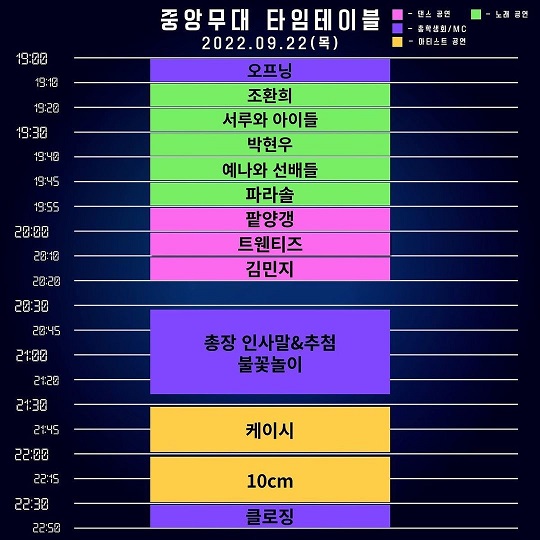 중앙무대 타임테이블
2022.09.22(목)
- 댄스 공연
- 노래 공연
- 총학생회/MC
- 아티스트 공연
19:00
오프닝
19:10
조환희
19:20
서루와 아이들
19:30
박현우
19:40
예나와 선배들
19:45
파라솔
19:55
팥양갱
20:00
트웬티즈
20:10
김민지
20:20
20:30
20:45
총장 인사말&추첨
21:00
불꽃놀이
21:20
21:30
21:45
케이시
22:00
22:15
10cm
22:30
클로징
22:50